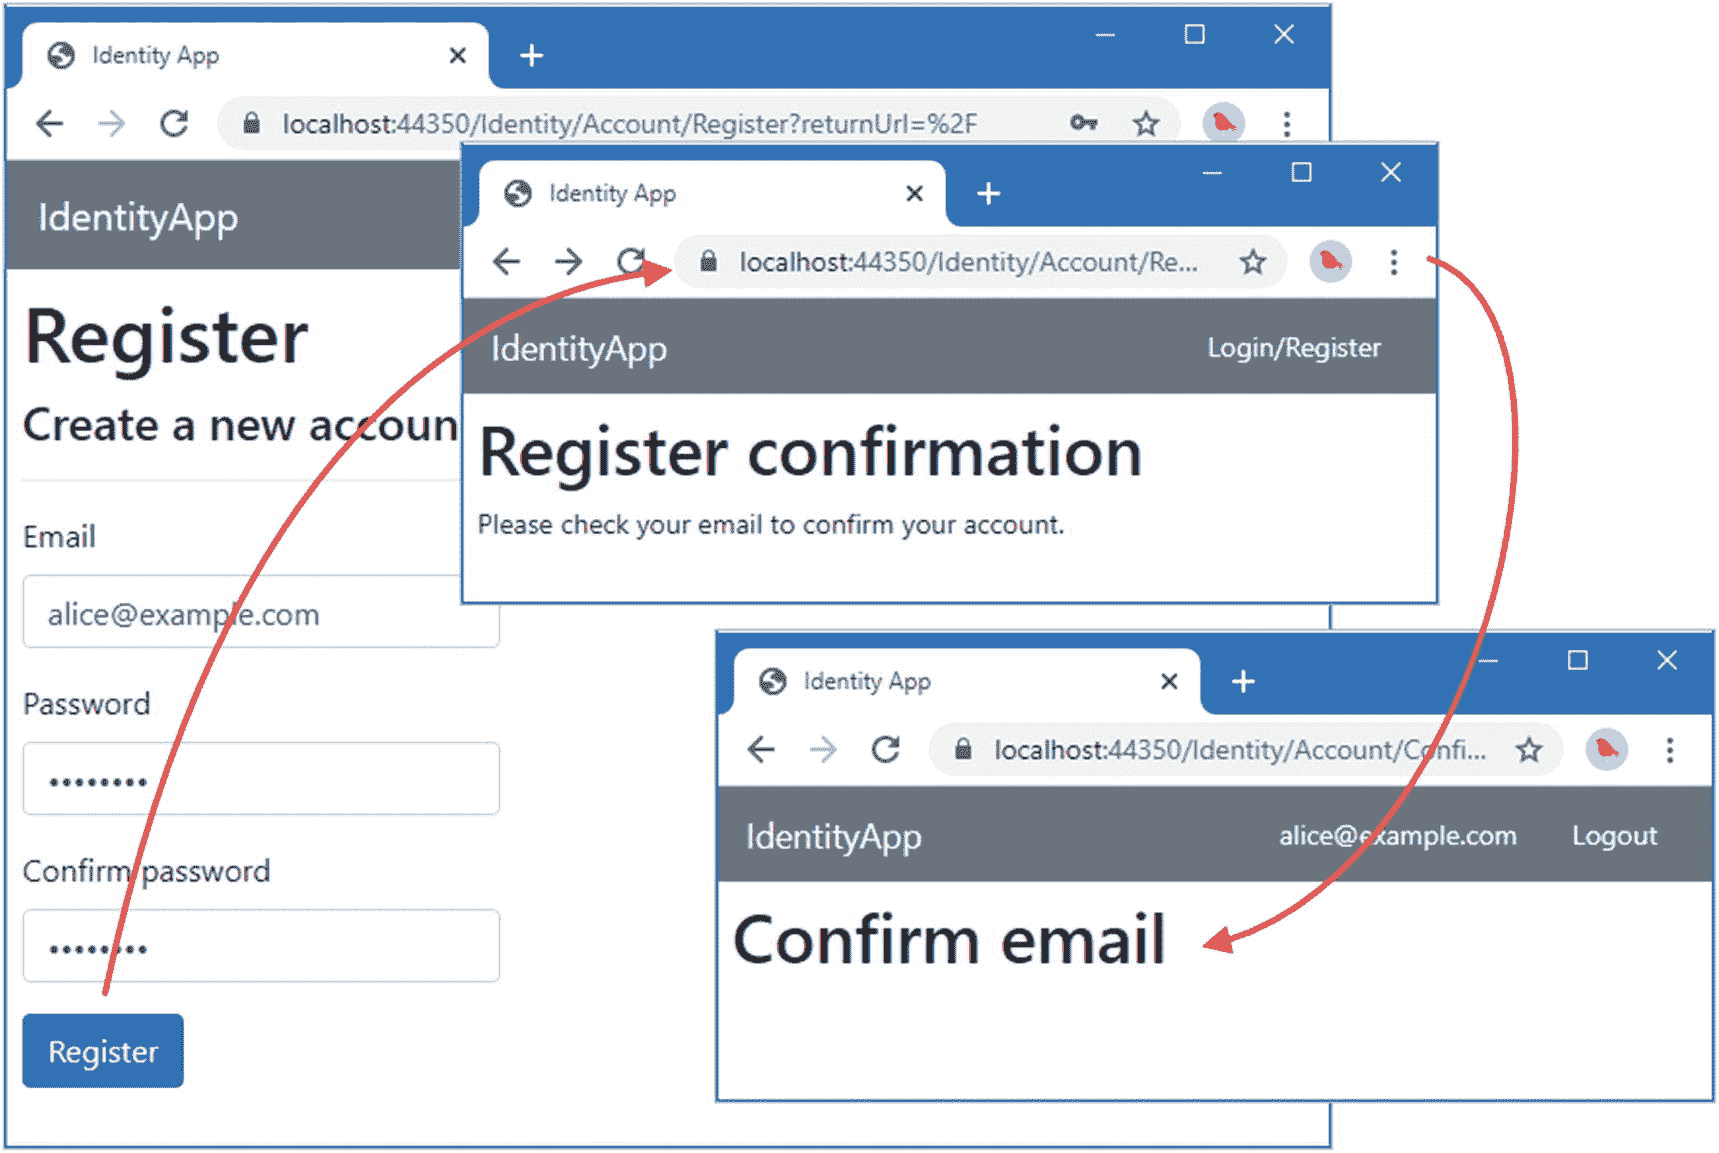 Identity App
localhost:44350/Identity/Account/Register?returnUrl=%2F
IdentityApp
Register
Create a new accoun
Email
alice@example.com
Password
••••••••
Confirm password
••••••••
Register
Identity App
localhost:44350/Identity/Account/Re...
IdentityApp
Login/Register
Register confirmation
Please check your email to confirm your account.
Identity App
localhost:44350/Identity/Account/Confi...
IdentityApp
alice@example.com
Logout
Confirm email